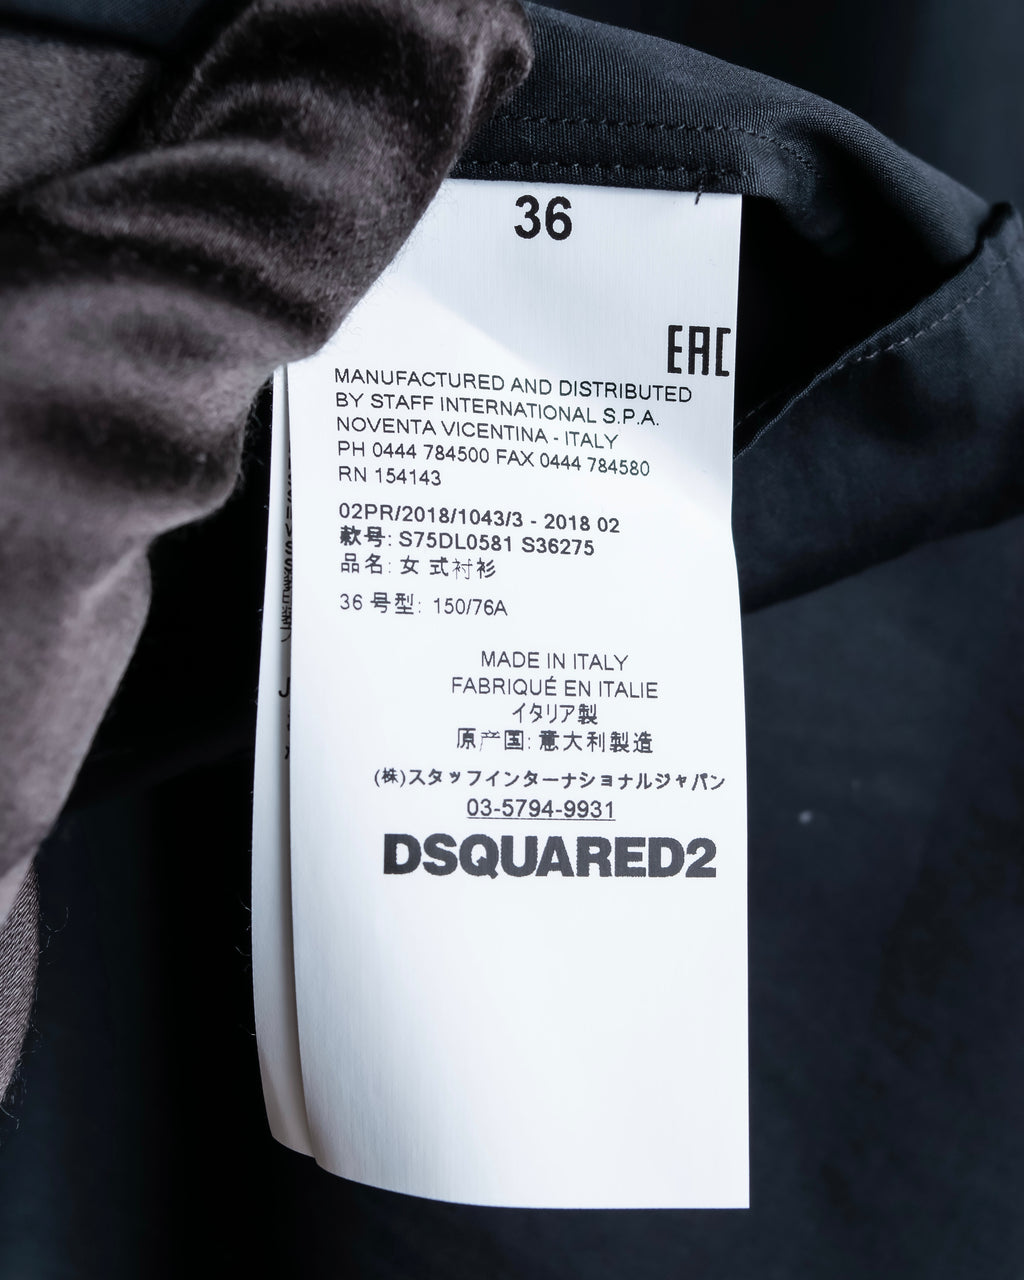 36
EAC
MANUFACTURED AND DISTRIBUTED
BY STAFF INTERNATIONAL S.P.A.
NOVENTA VICENTINA - ITALY
PH 0444 784500 FAX 0444 784580
RN 154143
02PR/2018/1043/3 - 2018 02
款号: S75DL0581 S36275
品名: 女 式衬衫
36 号型: 150/76A
MADE IN ITALY
FABRIQUÉ EN ITALIE
イタリア製
原产国: 意大利製造
(株)スタッフインターナショナルジャパン
03-5794-9931
DSQUARED2